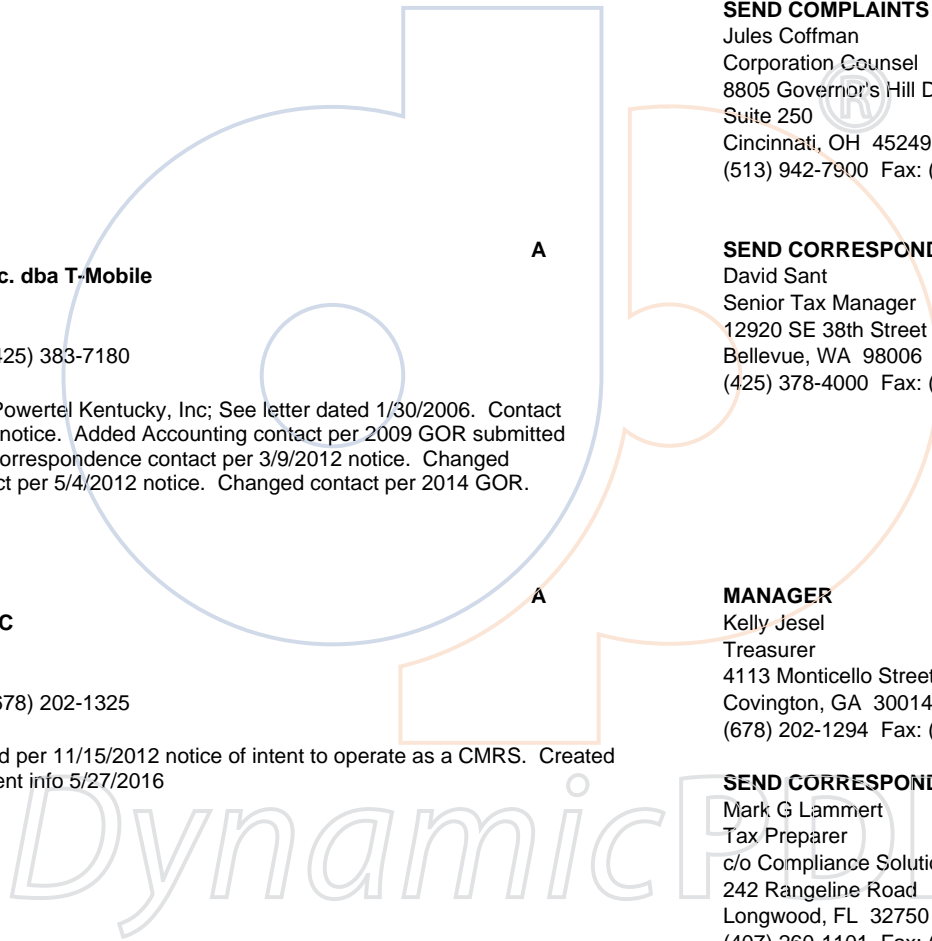 SEND COMPLAINTS
Jules Coffman
Corporation Counsel
8805 Governor's Hill D
Suite 250
Cincinnati, OH 45249
(513) 942-7900 Fax: (
®
A
c. dba T-Mobile
25) 383-7180
Powertel Kentucky, Inc; See letter dated 1/30/2006. Contact
notice. Added Accounting contact per 2009 GOR submitted
orrespondence contact per 3/9/2012 notice. Changed
ct per 5/4/2012 notice. Changed contact per 2014 GOR.
SEND CORRESPOND
David Sant
Senior Tax Manager
12920 SE 38th Street
Bellevue, WA 98006
(425) 378-4000 Fax: (
A
C
678) 202-1325
d per 11/15/2012 notice of intent to operate as a CMRS. Created
ent info 5/27/2016
MANAGER
Kelly Jesel
Treasurer
4113 Monticello Street
Covington, GA 30014
(678) 202-1294 Fax: (
SEND CORRESPOND
Mark G Lammert
Tax Preparer
c/o Compliance Solutio
242 Rangeline Road
Longwood, FL 32750
(407) 260-1101 Fax: (
DynamicPD